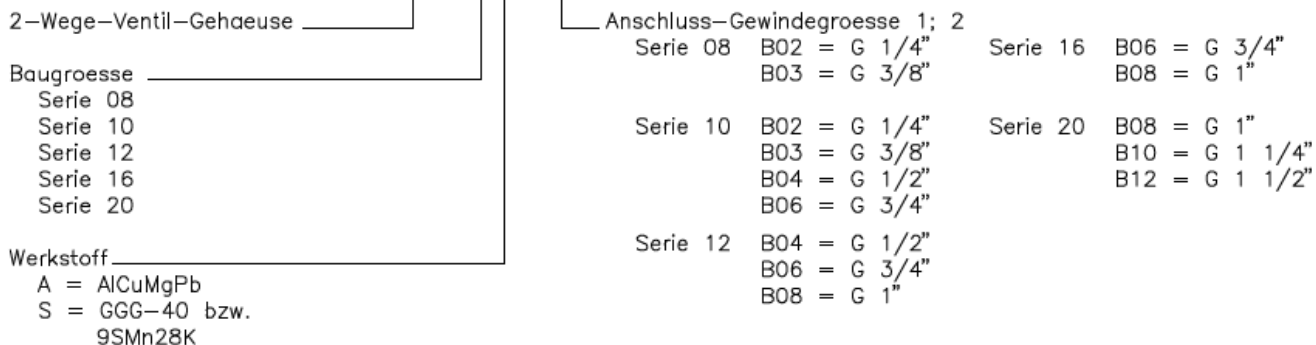 2-Wege-Ventil-Gehaeuse
Baugroesse
Serie 08
Serie 10
Serie 12
Serie 16
Serie 20
Werkstoff
A = AlCuMgPb
S = GGG-40 bzw.
9SMn28K
Anschluss-Gewindegroesse 1; 2
Serie 08 B02 = G 1/4"
B03 = G 3/8"
Serie 10 B02 = G 1/4"
B03 = G 3/8"
B04 = G 1/2"
B06 = G 3/4"
Serie 12 B04 = G 1/2"
B06 = G 3/4"
B08 = G 1"
Serie 16 B06 = G 3/4"
B08 = G 1"
Serie 20 B08 = G 1"
B10 = G 1 1/4"
B12 = G 1 1/2"